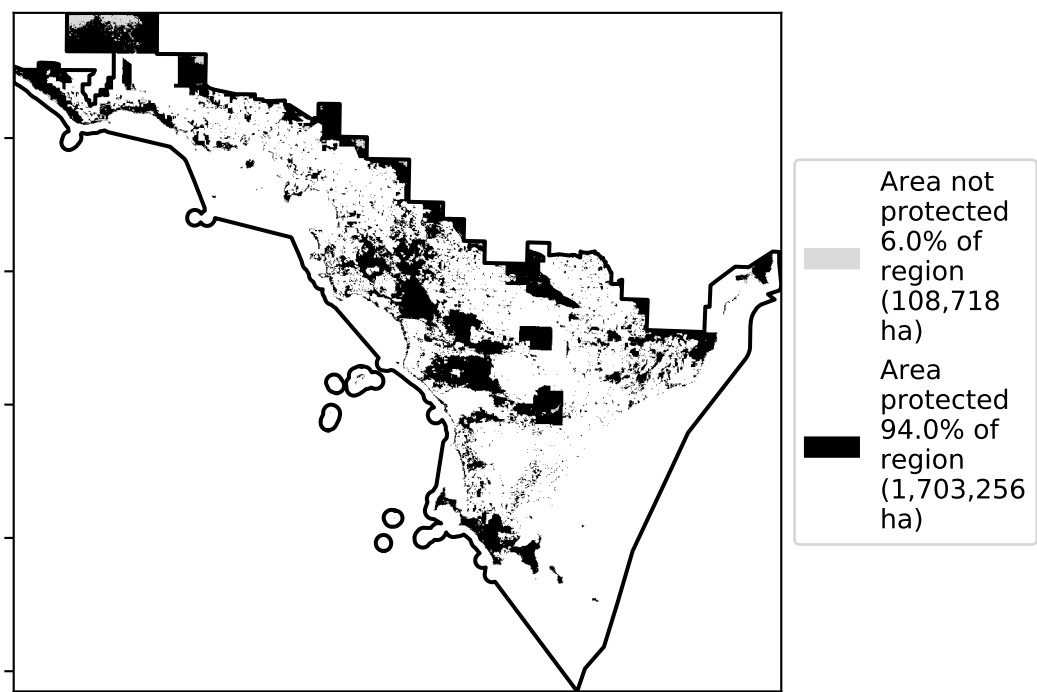 Area not
protected
6.0% of
region
(108,718
ha)
Area
protected
94.0% of
region
(1,703,256
ha)